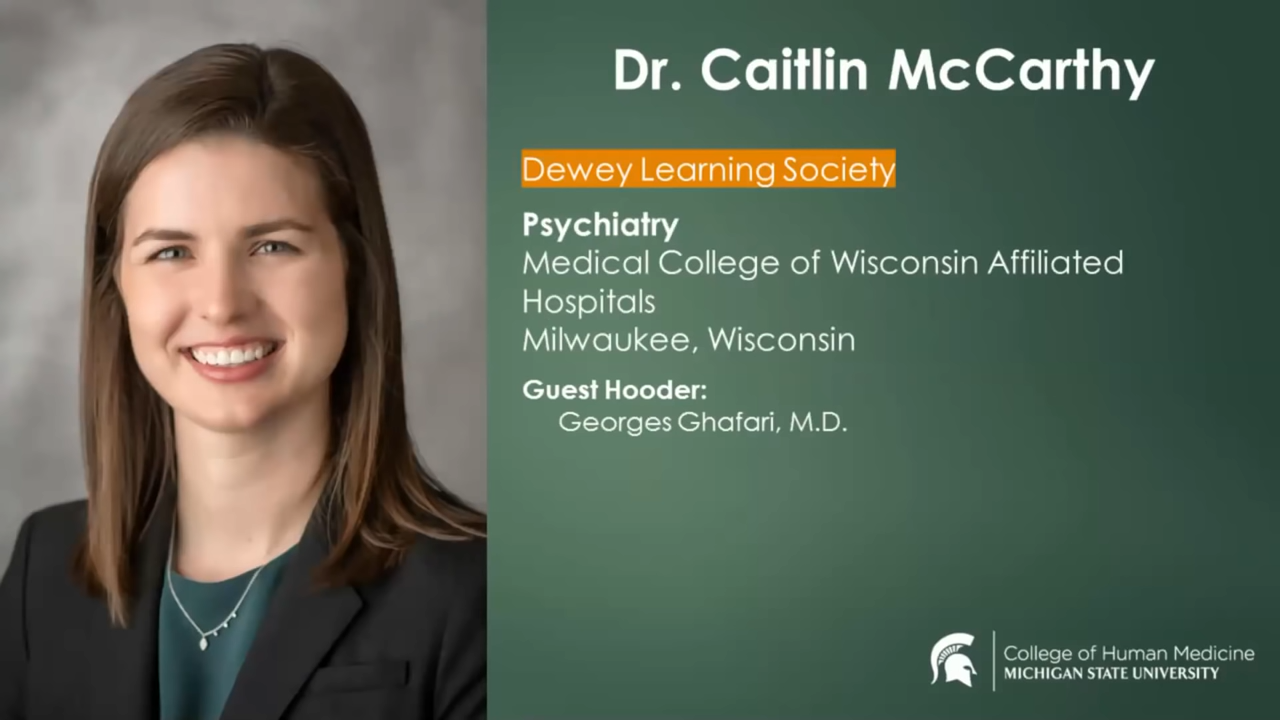 Dr. Caitlin McCarthy
Dewey Learning Society
Psychiatry
Medical College of Wisconsin Affiliated
Hospitals
Milwaukee, Wisconsin
Guest Hooder:
Georges Ghafari, M.D.
College of Human Medicine
MICHIGAN STATE UNIVERSITY